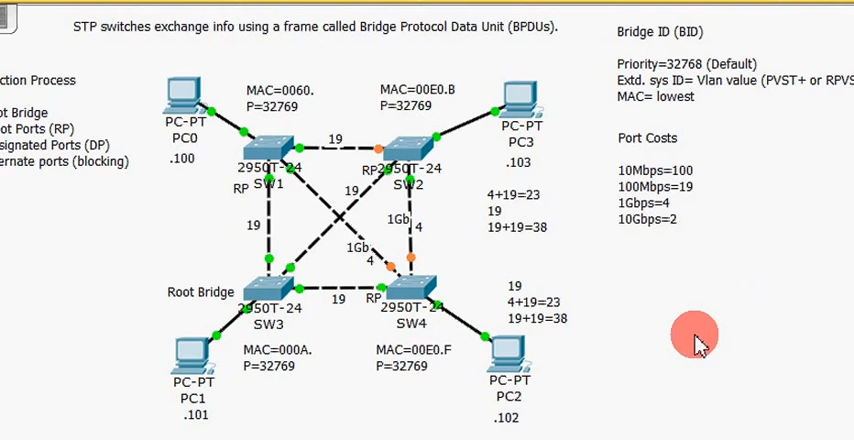 STP switches exchange info using a frame called Bridge Protocol Data Unit (BPDUs).
Bridge ID (BID)
Priority=32768 (Default)
Extd. sys ID= Vlan value (PVST+ or RPVS
MAC= lowest
Port Costs
10Mbps=100
100Mbps=19
1Gbps=4
10Gbps=2
ction Process
ot Bridge
ot Ports (RP)
signated Ports (DP)
ernate ports (blocking)
MAC=0060.
P=32769
MAC=00E0.B
P=32769
PC-PT
PC0
.100
PC-PT
PC3
.103
19
2950T-24
SW1
RP
2950T-24
SW2
RP
19
19
1Gb
4
1Gb
4
4+19=23
19
19+19=38
Root Bridge
19
RP
2950T-24
SW3
2950T-24
SW4
19
4+19=23
19+19=38
MAC=000A.
P=32769
MAC=00E0.F
P=32769
PC-PT
PC1
.101
PC-PT
PC2
.102